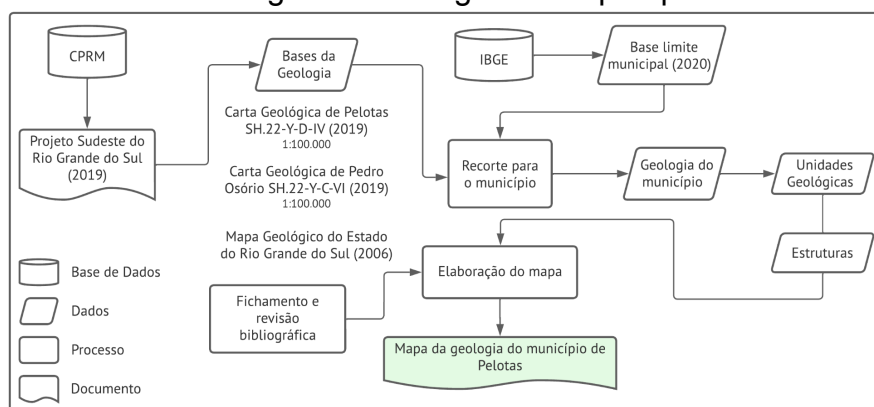 CPRM
Projeto Sudeste do
Rio Grande do Sul
(2019)
Bases da
Geologia
Carta Geológica de Pelotas
SH.22-Y-D-IV (2019)
1:100.000
Carta Geológica de Pedro
Osório SH.22-Y-C-VI (2019)
1:100.000
Mapa Geológico do Estado
do Rio Grande do Sul (2006)
IBGE
Base limite
municipal (2020)
Recorte para
o município
Geologia do
município
Unidades
Geológicas
Estruturas
Elaboração do mapa
Fichamento e
revisão
bibliográfica
Mapa da geologia do município de
Pelotas
Base de Dados
Dados
Processo
Documento